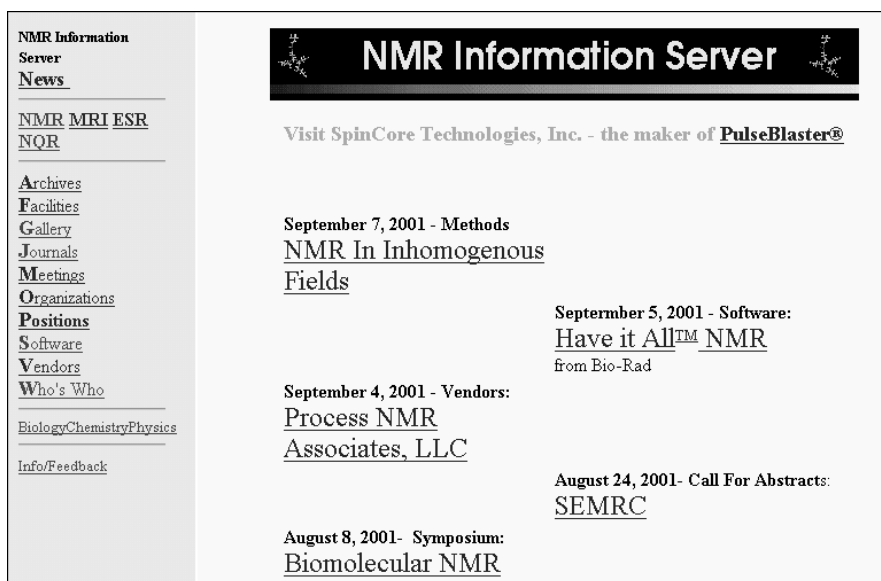 NMR Information
Server
News
NMR MRI ESR
NQR
Archives
Facilities
Gallery
Journals
Meetings
Organizations
Positions
Software
Vendors
Who's Who
BiologyChemistryPhysics
Info/Feedback
NMR Information Server
Visit SpinCore Technologies, Inc. - the maker of PulseBlaster®
September 7, 2001 - Methods
NMR In Inhomogenous
Fields
Septermber 5, 2001 - Software:
Have it All™ NMR
from Bio-Rad
September 4, 2001 - Vendors:
Process NMR
Associates, LLC
August 24, 2001- Call For Abstracts:
SEMRC
August 8, 2001- Symposium:
Biomolecular NMR